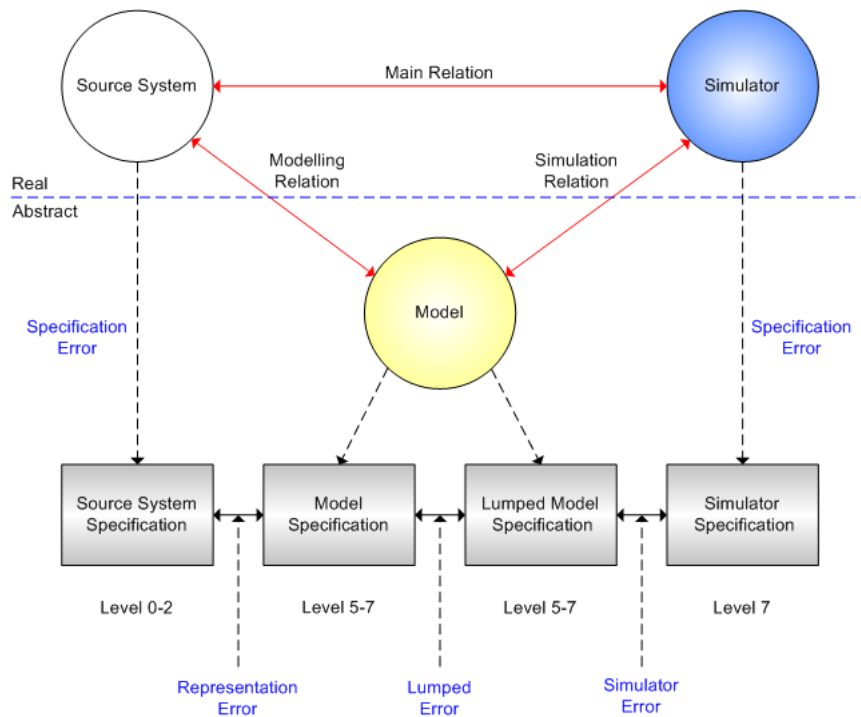 Source System
Main Relation
Simulator
Modelling
Relation
Simulation
Relation
Real
Abstract
Model
Specification
Error
Specification
Error
Source System
Specification
Model
Specification
Lumped Model
Specification
Simulator
Specification
Level 0-2
Level 5-7
Level 5-7
Level 7
Representation
Error
Lumped
Error
Simulator
Error